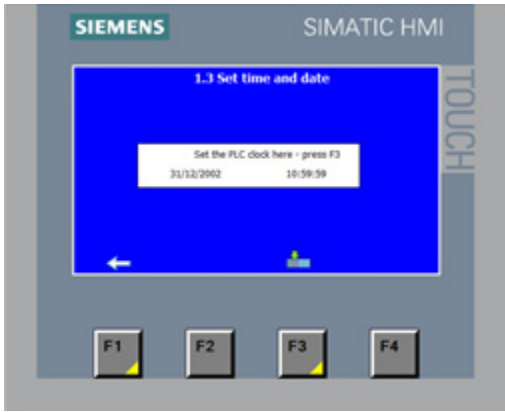 SIEMENS
SIMATIC HMI
TOUCH
1.3 Set time and date
Set the PLC clock here - press F3
31/12/2002 10:59:59
F1 F2 F3 F4